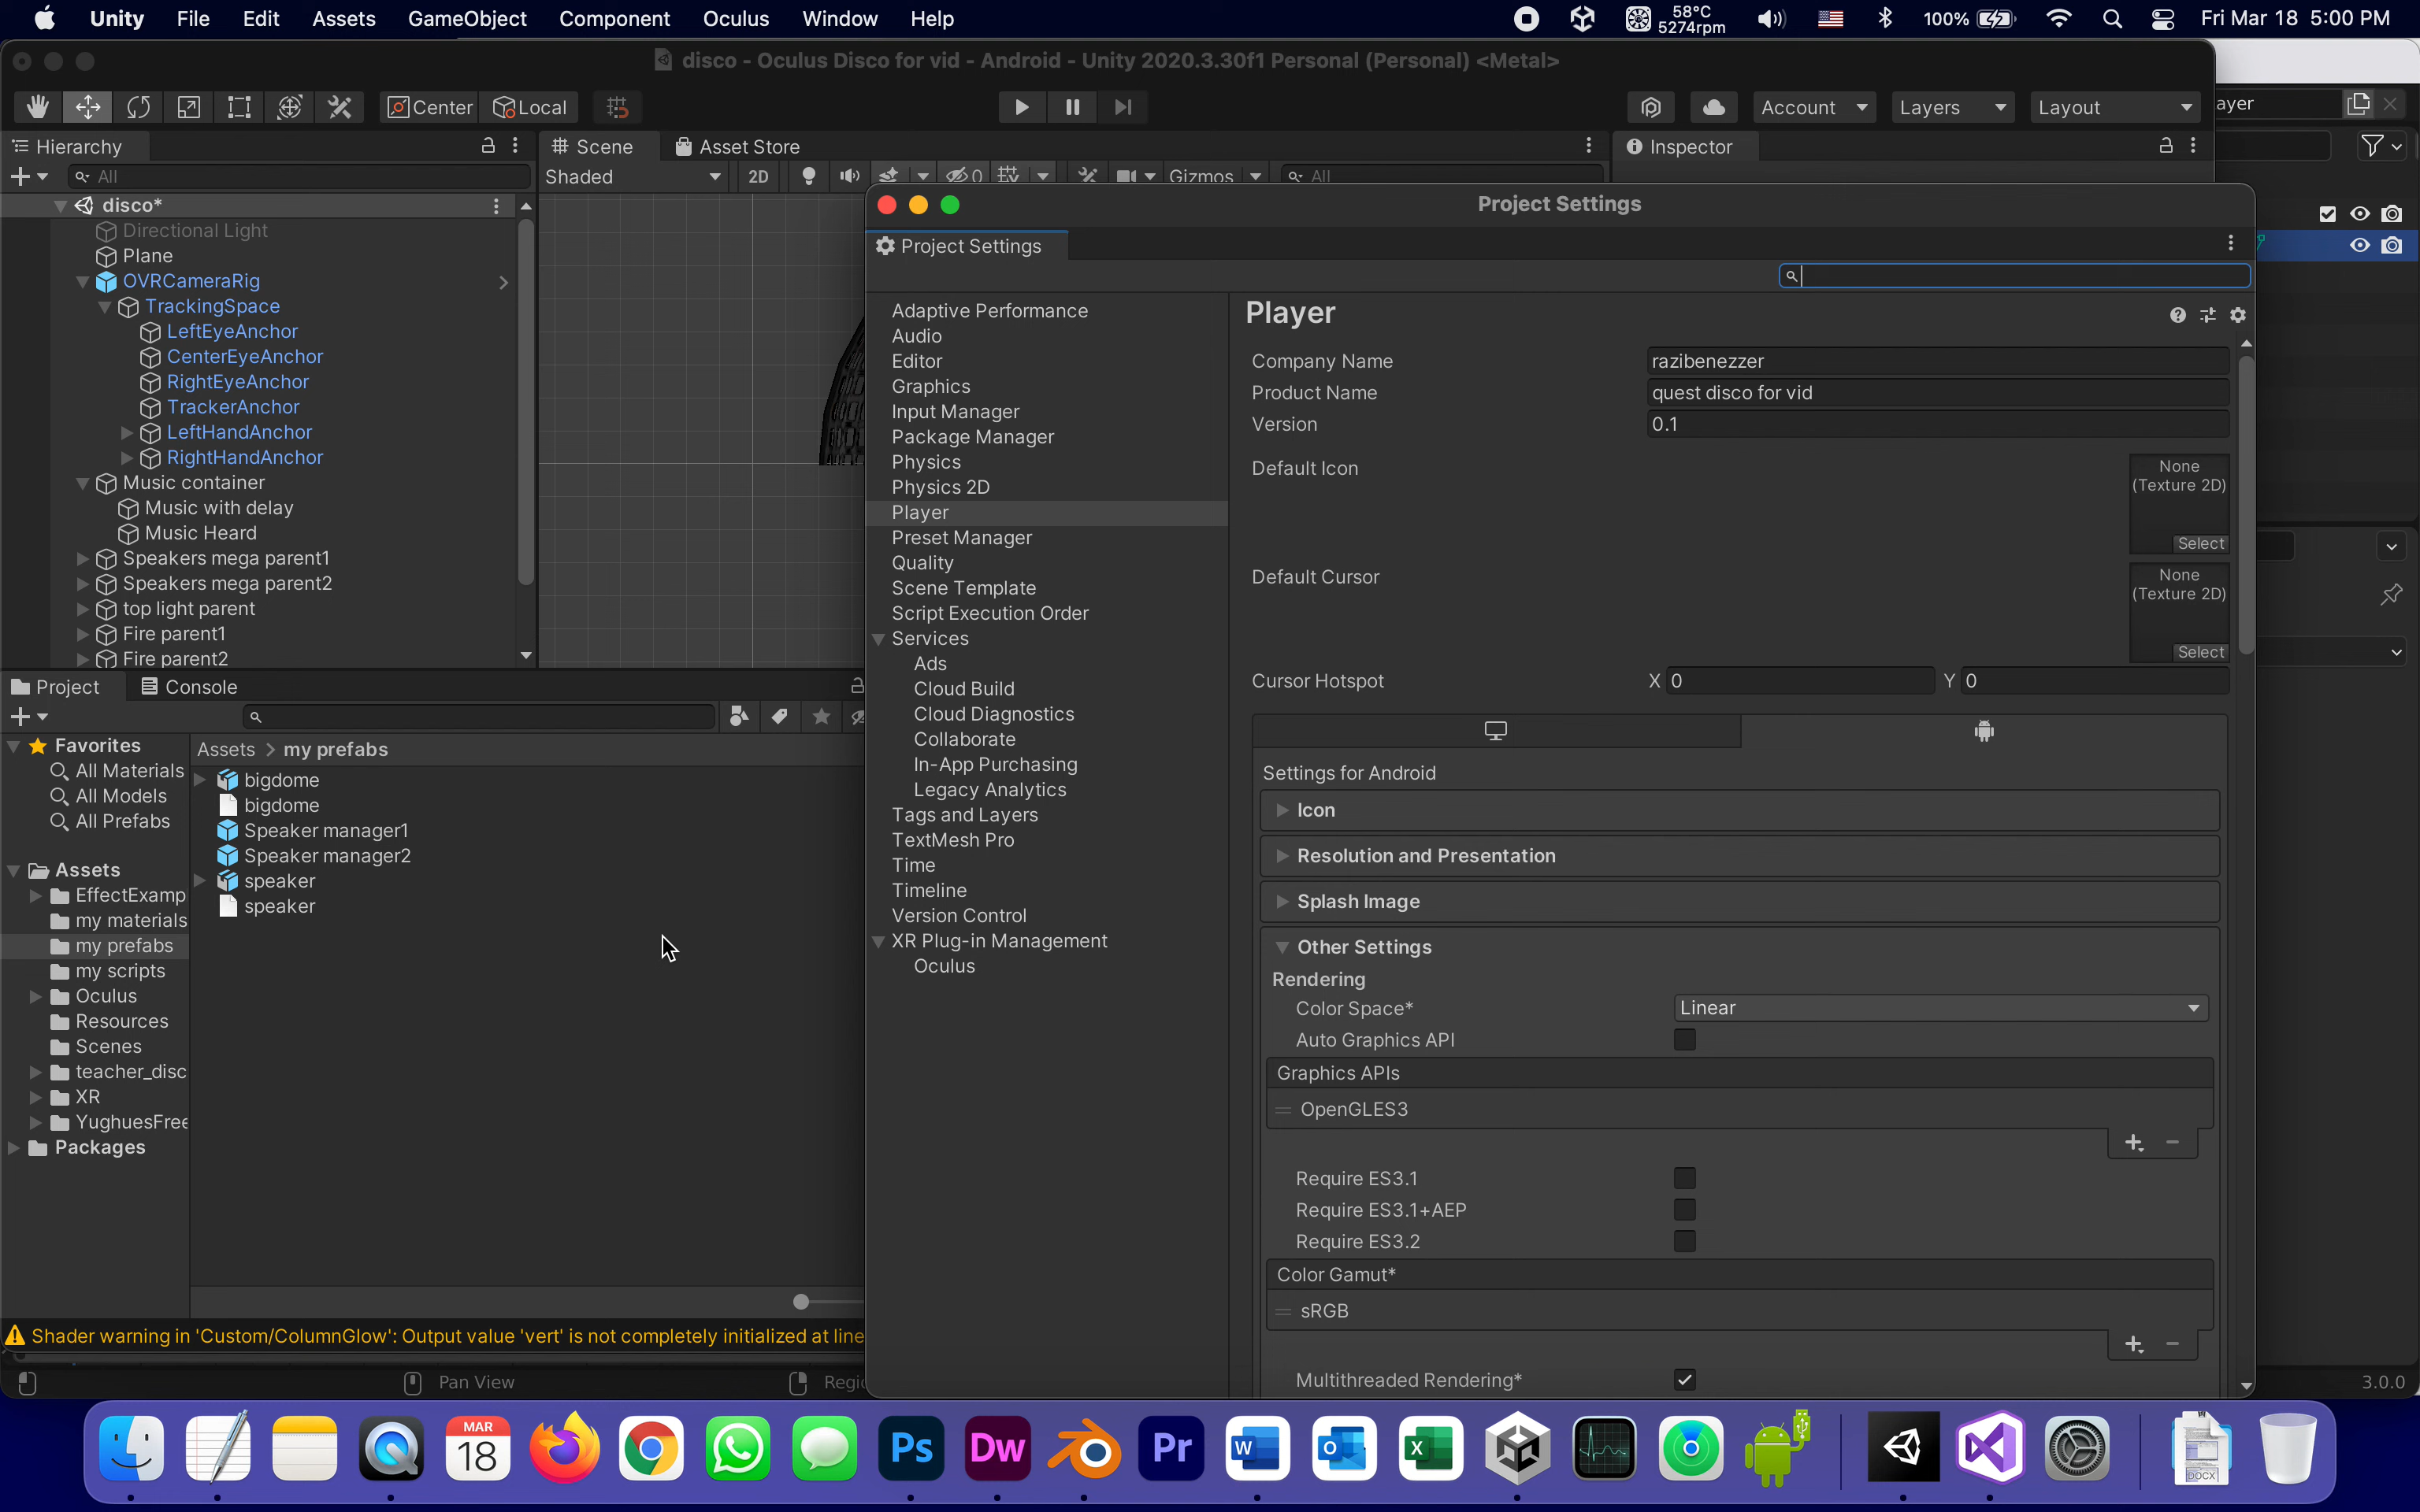 Unity File Edit Assets GameObject Component Oculus Window Help
58°C
5274rpm
100%
Fri Mar 18 5:00 PM
disco - Oculus Disco for vid - Android - Unity 2020.3.30f1 Personal (Personal) <Metal>
Center Local
Account Layers Layout
ayer
Hierarchy
Scene Asset Store
Inspector
All
Shaded 2D 0 Gizmos All
disco*
Directional Light
Plane
OVRCameraRig
TrackingSpace
LeftEyeAnchor
CenterEyeAnchor
RightEyeAnchor
TrackerAnchor
LeftHandAnchor
RightHandAnchor
Music container
Music with delay
Music Heard
Speakers mega parent1
Speakers mega parent2
top light parent
Fire parent1
Fire parent2
Project Console
Favorites
All Materials
All Models
All Prefabs
Assets
EffectExamp
my materials
my prefabs
my scripts
Oculus
Resources
Scenes
teacher_disc
XR
YughuesFree
Packages
Assets > my prefabs
bigdome
bigdome
Speaker manager1
Speaker manager2
speaker
speaker
Shader warning in 'Custom/ColumnGlow': Output value 'vert' is not completely initialized at line
Pan View
Regio
3.0.0
Project Settings
Project Settings
Adaptive Performance
Audio
Editor
Graphics
Input Manager
Package Manager
Physics
Physics 2D
Player
Preset Manager
Quality
Scene Template
Script Execution Order
Services
Ads
Cloud Build
Cloud Diagnostics
Collaborate
In-App Purchasing
Legacy Analytics
Tags and Layers
TextMesh Pro
Time
Timeline
Version Control
XR Plug-in Management
Oculus
Player
Company Name razibenezzer
Product Name quest disco for vid
Version 0.1
Default Icon
None
(Texture 2D)
Select
Default Cursor
None
(Texture 2D)
Select
Cursor Hotspot X 0 Y 0
Settings for Android
Icon
Resolution and Presentation
Splash Image
Other Settings
Rendering
Color Space* Linear
Auto Graphics API
Graphics APIs
OpenGLES3
Require ES3.1
Require ES3.1+AEP
Require ES3.2
Color Gamut*
sRGB
Multithreaded Rendering*
MAR
18
Ps
Dw
Pr
W
O
X
DOCX